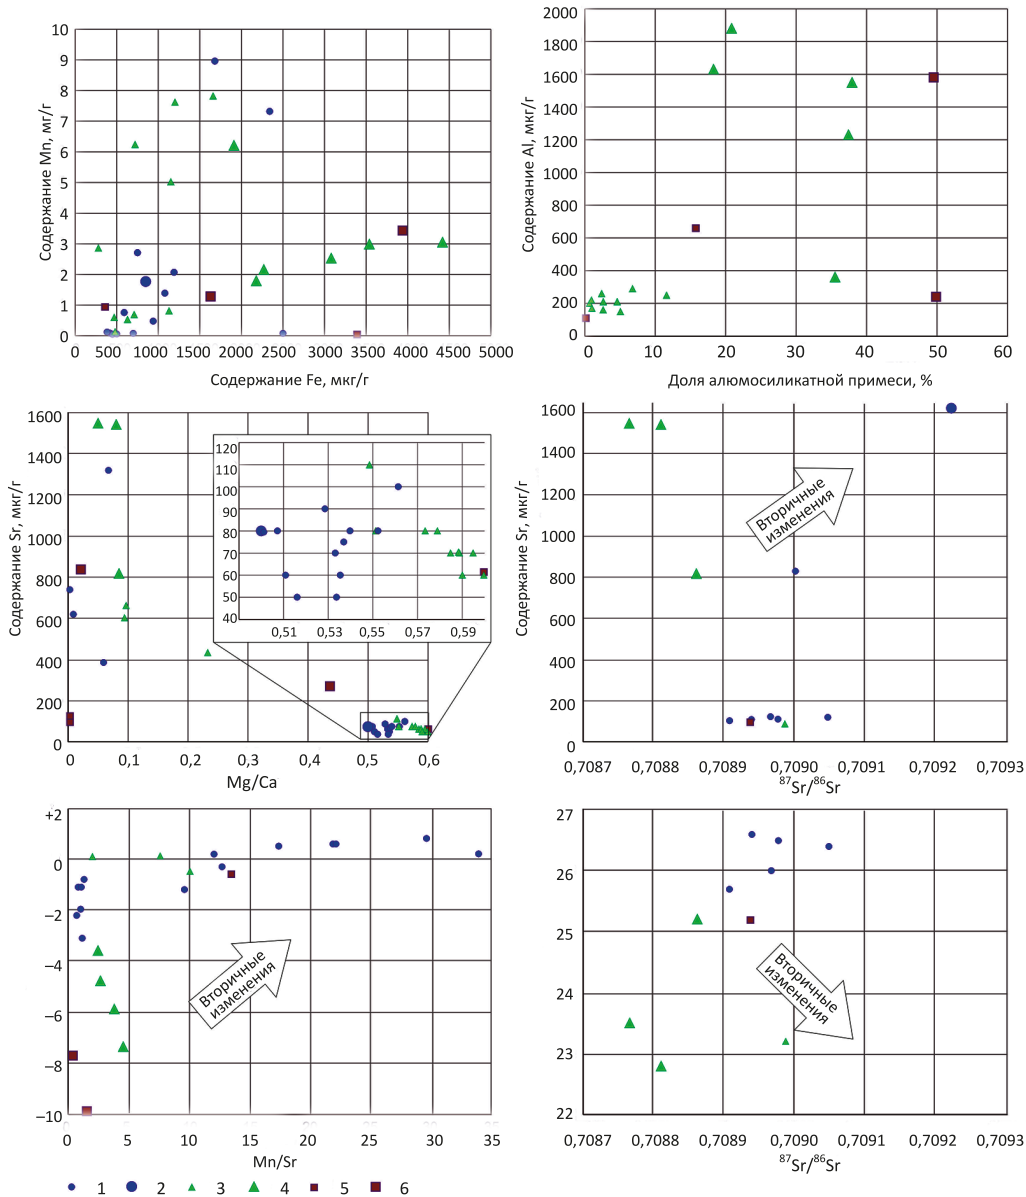 10
9
8
7
6
5
4
3
2
1
0
Содержание Mn, мг/г
0 500 1000 1500 2000 2500 3000 3500 4000 4500 5000
Содержание Fe, мкг/г
2000
1800
1600
1400
1200
1000
800
600
400
200
0
Содержание Al, мкг/г
0 10 20 30 40 50 60
Доля алюмосиликатной примеси, %
1600
1400
1200
1000
800
600
400
200
0
Содержание Sr, мкг/г
120
110
100
90
80
70
60
50
40
0,51 0,53 0,55 0,57 0,59
0 0,1 0,2 0,3 0,4 0,5 0,6
Mg/Ca
1600
1400
1200
1000
800
600
400
200
0
Содержание Sr, мкг/г
Вторичные
изменения
0,7087 0,7088 0,7089 0,7090 0,7091 0,7092 0,7093
⁸⁷Sr/⁸⁶Sr
+2
0
−2
−4
−6
−8
−10
Вторичные
изменения
0 5 10 15 20 25 30 35
Mn/Sr
27
26
25
24
23
22
Вторичные
изменения
0,7087 0,7088 0,7089 0,7090 0,7091 0,7092 0,7093
⁸⁷Sr/⁸⁶Sr
1 2 3 4 5 6